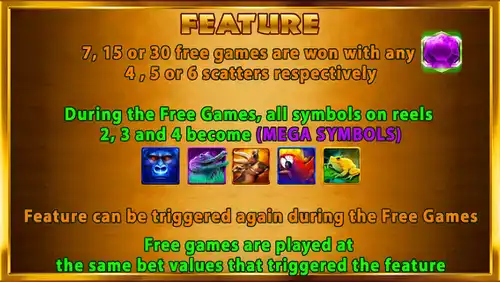 FEATURE
7, 15 or 30 free games are won with any
4 , 5 or 6 scatters respectively
During the Free Games, all symbols on reels
2, 3 and 4 become (MEGA SYMBOLS)
Feature can be triggered again during the Free Games
Free games are played at
the same bet values that triggered the feature